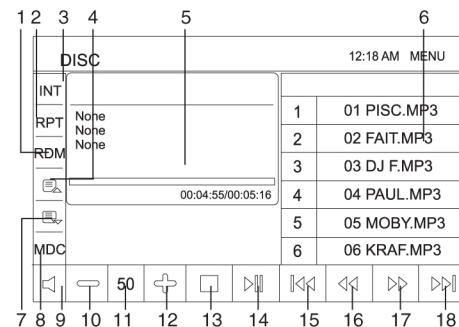 1 2 3 4 5 6
DISC 12:18 AM MENU
INT
RPT
RDM
MDC
None
None
None
00:04:55/00:05:16
1 01 PISC.MP3
2 02 FAIT.MP3
3 03 DJ F.MP3
4 04 PAUL.MP3
5 05 MOBY.MP3
6 06 KRAF.MP3
50
7 8 9 10 11 12 13 14 15 16 17 18